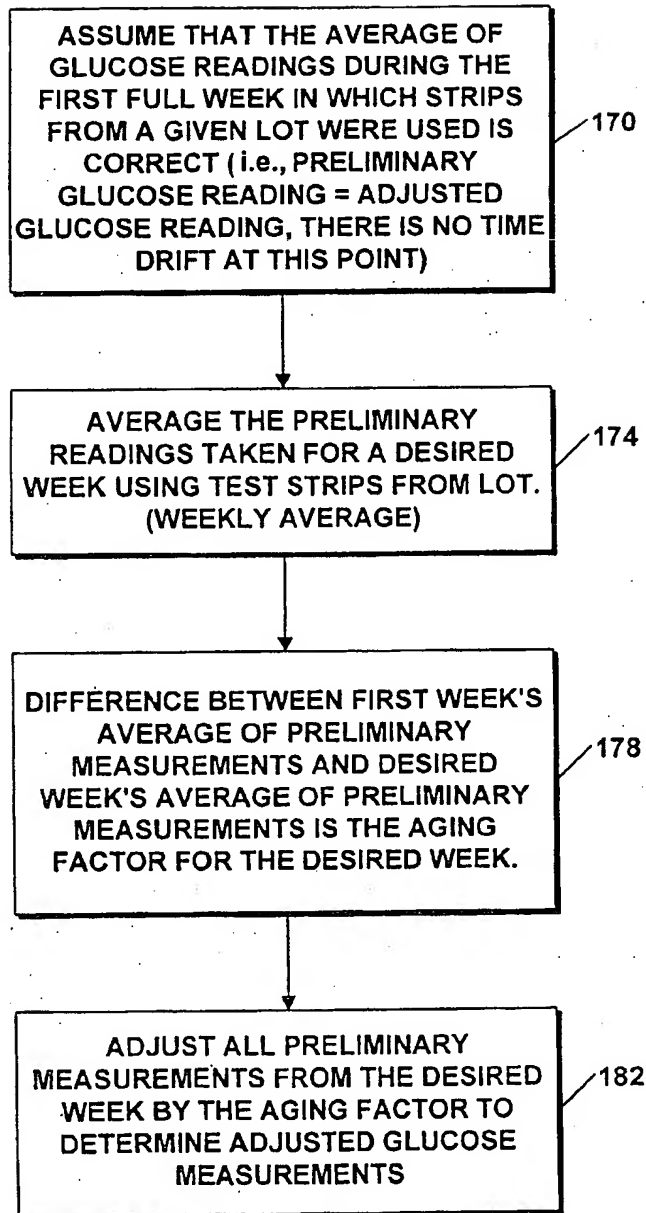 ASSUME THAT THE AVERAGE OF
GLUCOSE READINGS DURING THE
FIRST FULL WEEK IN WHICH STRIPS
FROM A GIVEN LOT WERE USED IS
CORRECT (i.e., PRELIMINARY
GLUCOSE READING = ADJUSTED
GLUCOSE READING, THERE IS NO TIME
DRIFT AT THIS POINT)
170
AVERAGE THE PRELIMINARY
READINGS TAKEN FOR A DESIRED
WEEK USING TEST STRIPS FROM LOT.
(WEEKLY AVERAGE)
174
DIFFERENCE BETWEEN FIRST WEEK'S
AVERAGE OF PRELIMINARY
MEASUREMENTS AND DESIRED
WEEK'S AVERAGE OF PRELIMINARY
MEASUREMENTS IS THE AGING
FACTOR FOR THE DESIRED WEEK.
178
ADJUST ALL PRELIMINARY
MEASUREMENTS FROM THE DESIRED
WEEK BY THE AGING FACTOR TO
DETERMINE ADJUSTED GLUCOSE
MEASUREMENTS
182